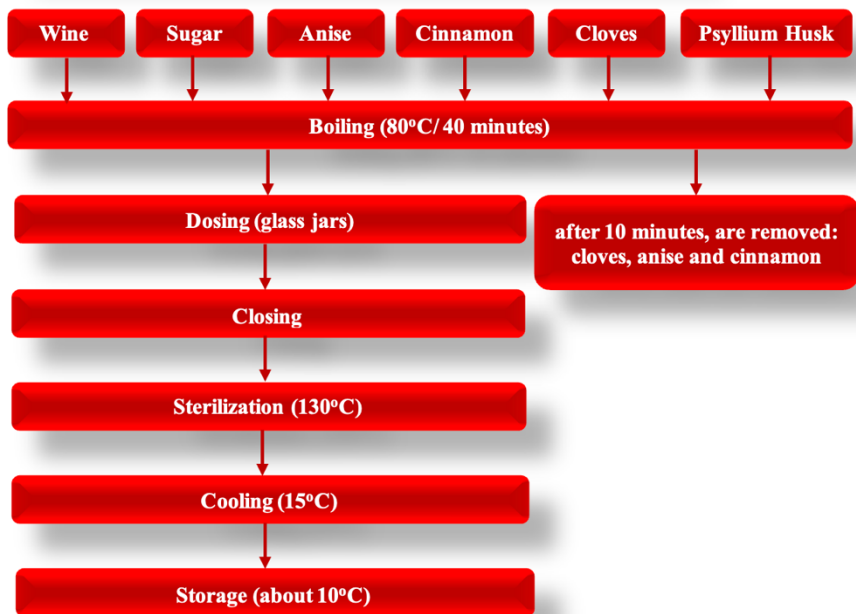 Wine
Sugar
Anise
Cinnamon
Cloves
Psyllium Husk
Boiling (80°C/ 40 minutes)
Dosing (glass jars)
after 10 minutes, are removed:
cloves, anise and cinnamon
Closing
Sterilization (130°C)
Cooling (15°C)
Storage (about 10°C)